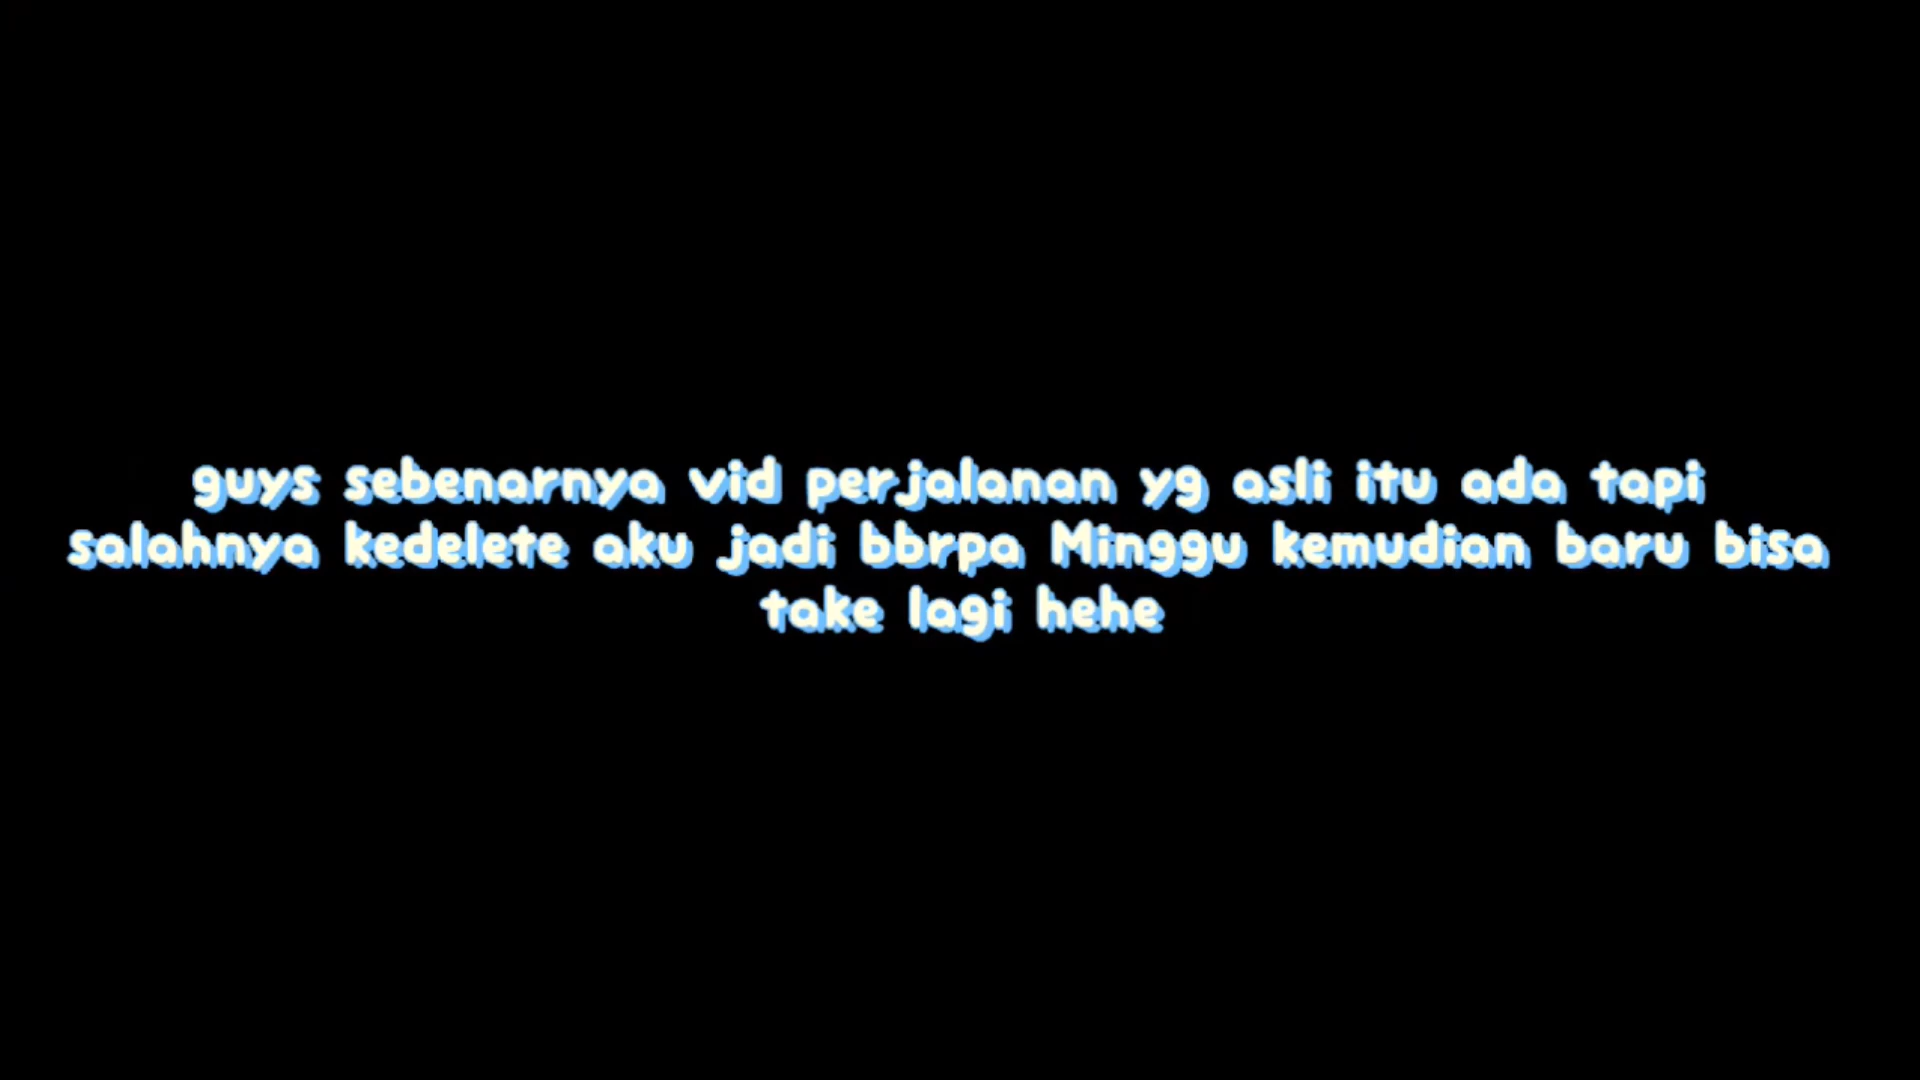 guys sebenarnya vid perjalanan yg asli itu ada tapi
salahnya kedelete aku jadi bbrpa Minggu kemudian baru bisa
take lagi hehe